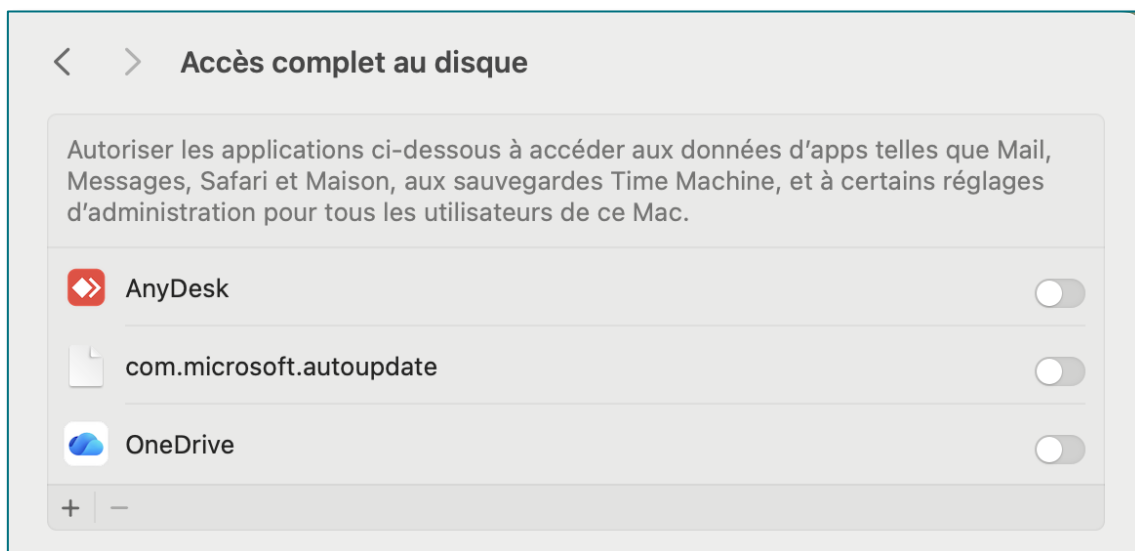 Accès complet au disque
Autoriser les applications ci-dessous à accéder aux données d’apps telles que Mail,
Messages, Safari et Maison, aux sauvegardes Time Machine, et à certains réglages
d’administration pour tous les utilisateurs de ce Mac.
AnyDesk
com.microsoft.autoupdate
OneDrive